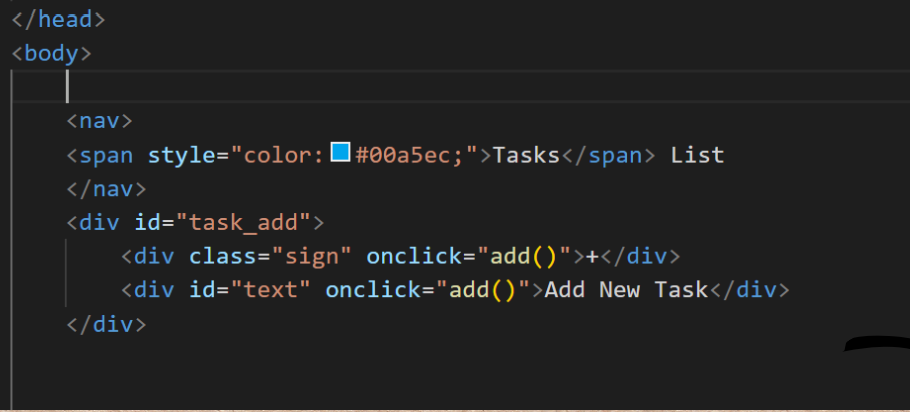 </head>
<body>
<nav>
<span style="color:#00a5ec;">Tasks</span> List
</nav>
<div id="task_add">
<div class="sign" onclick="add()">+</div>
<div id="text" onclick="add()">Add New Task</div>
</div>